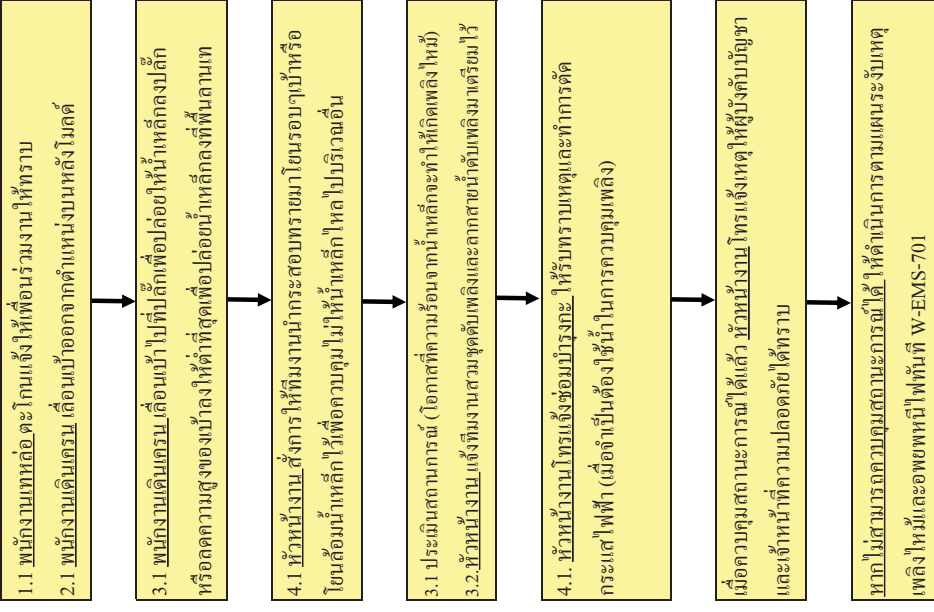 1.1 พนักงานเทหล่อ ตะโกนแจ้งให้เพื่อนร่วมงานให้ทราบ
2.1 พนักงานเดินเครน เลื่อนเบ้าออกจากตำแหน่งบนหลังโมลด์
3.1 พนักงานเดินเครน เลื่อนเบ้าไปที่ปลั๊กเพื่อปล่อยให้น้ำเหล็กลงปลั๊ก
หรือลดความสูงของเบ้าลงให้ต่ำที่สุดเพื่อปล่อยน้ำเหล็กลงที่พื้นลานเท
4.1 หัวหน้างาน สั่งการให้ทีมงานนำกระสอบทรายมาโยนรอบๆเบ้าหรือ
โยนล้อมน้ำเหล็กไว้เพื่อควบคุมไม่ให้น้ำเหล็กไหลไปบริเวณอื่น
3.1 ประเมินสถานการณ์ (โอกาสที่ความร้อนจากน้ำเหล็กจะทำให้เกิดเพลิงไหม้)
3.2.หัวหน้างาน แจ้งทีมงานสวมชุดดับเพลิงและลากสายน้ำดับเพลิงมาเตรียมไว้
4.1. หัวหน้างานโทรแจ้งซ่อมบำรุงกะ ให้รับทราบเหตุและทำการตัด
กระแสไฟฟ้า (เมื่อจำเป็นต้องใช้น้ำในการควบคุมเพลิง)
เมื่อควบคุมสถานะการณ์ได้แล้ว หัวหน้างานโทรแจ้งเหตุให้ผู้บังคับบัญชา
และเจ้าหน้าที่ความปลอดภัยได้ทราบ
หากไม่สามารถควบคุมสถานะการณ์ได้ ให้ดำเนินการตามแผนระงับเหตุ
เพลิงไหม้และอพยพหนีไฟทันที W-EMS-701